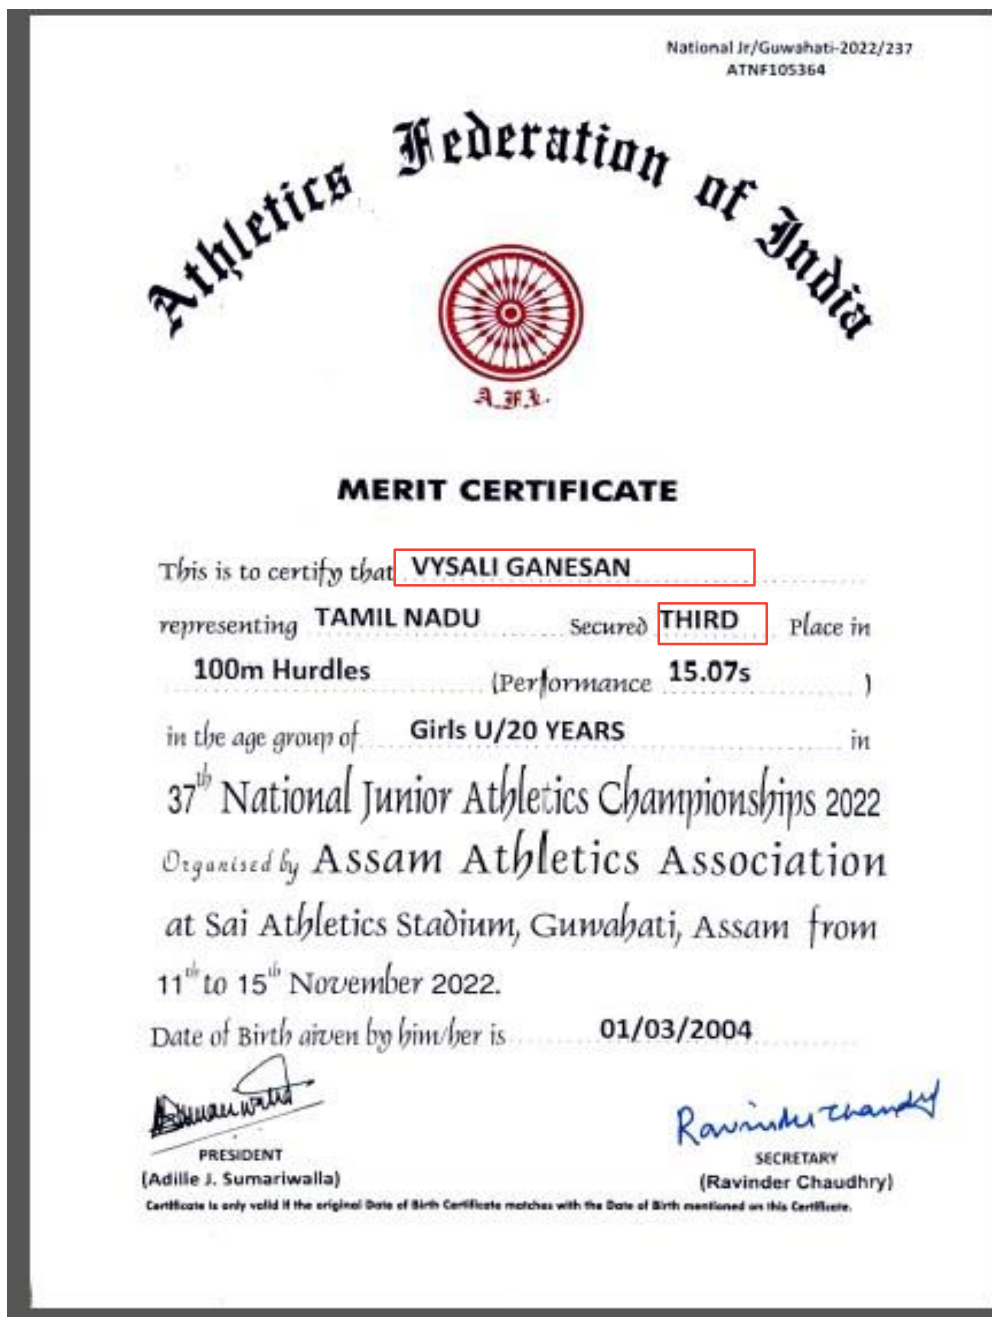 National Jr/Guwahati-2022/237
ATNF105364
Athletics Federation of India
A.F.I.
MERIT CERTIFICATE
This is to certify that VYSALI GANESAN
representing TAMIL NADU Secured THIRD Place in
100m Hurdles (Performance 15.07s )
in the age group of Girls U/20 YEARS in
37th National Junior Athletics Championships 2022
Organised by Assam Athletics Association
at Sai Athletics Stadium, Guwahati, Assam from
11th to 15th November 2022.
Date of Birth given by him/her is 01/03/2004
Ravinder Chaudhry
PRESIDENT
SECRETARY
(Adille J. Sumariwalla)
(Ravinder Chaudhry)
Certificate is only valid if the original Date of Birth Certificate matches with the Date of Birth mentioned on this Certificate.